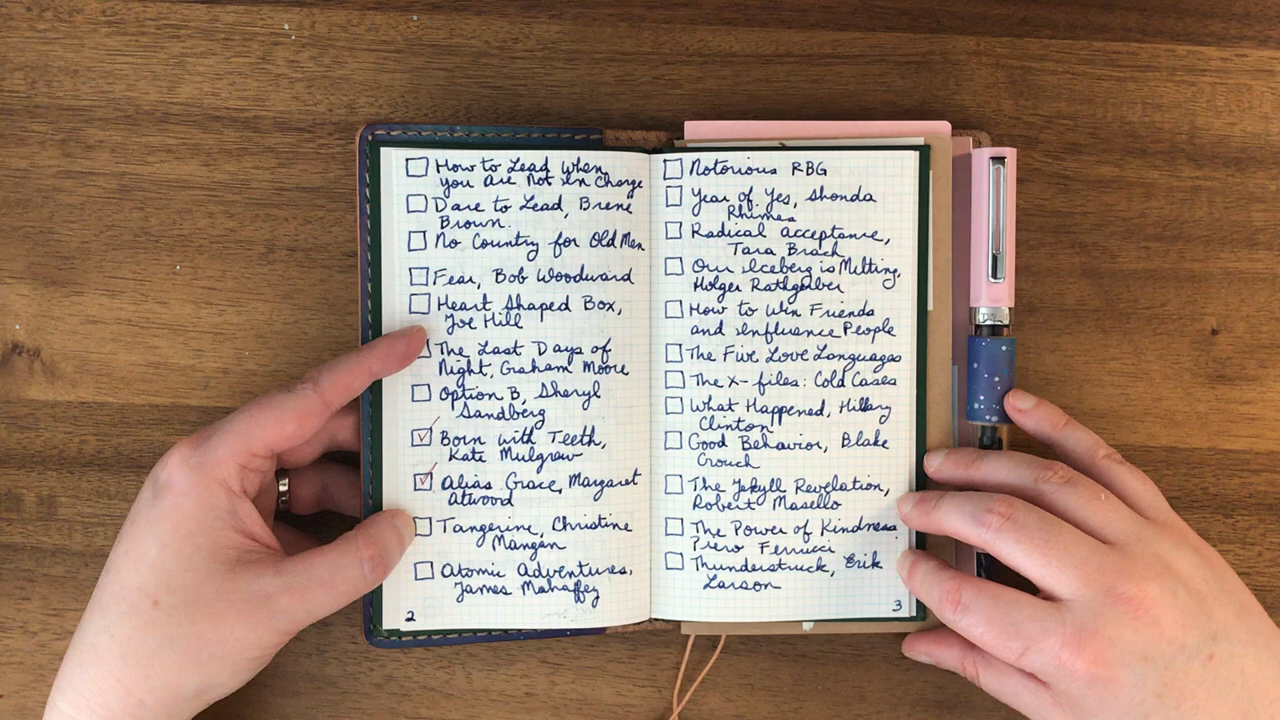 How to Lead When
you Are Not In Charge
Dare to Lead, Brené
Brown.
No Country for Old Men
Fear, Bob Woodward
Heart Shaped Box,
Joe Hill
The Last Days of
Night, Graham Moore
Option B, Sheryl
Sandberg
Born with Teeth,
Kate Mulgrew
Alias Grace, Margaret
Atwood
Tangerine, Christine
Mangan
Atomic Adventures,
James Mahaffey
2
Notorious RBG
Year of Yes, Shonda
Rhimes
Radical Acceptance,
Tara Brach
Our Iceberg is Melting,
Holger Rathgeber
How to Win Friends
and Influence People
The Five Love Languages
The X-files: Cold Cases
What Happened, Hillary
Clinton
Good Behavior, Blake
Crouch
The Jekyll Revelation,
Robert Masello
The Power of Kindness
Piero Ferrucci
Thunderstruck, Erik
Larson
3